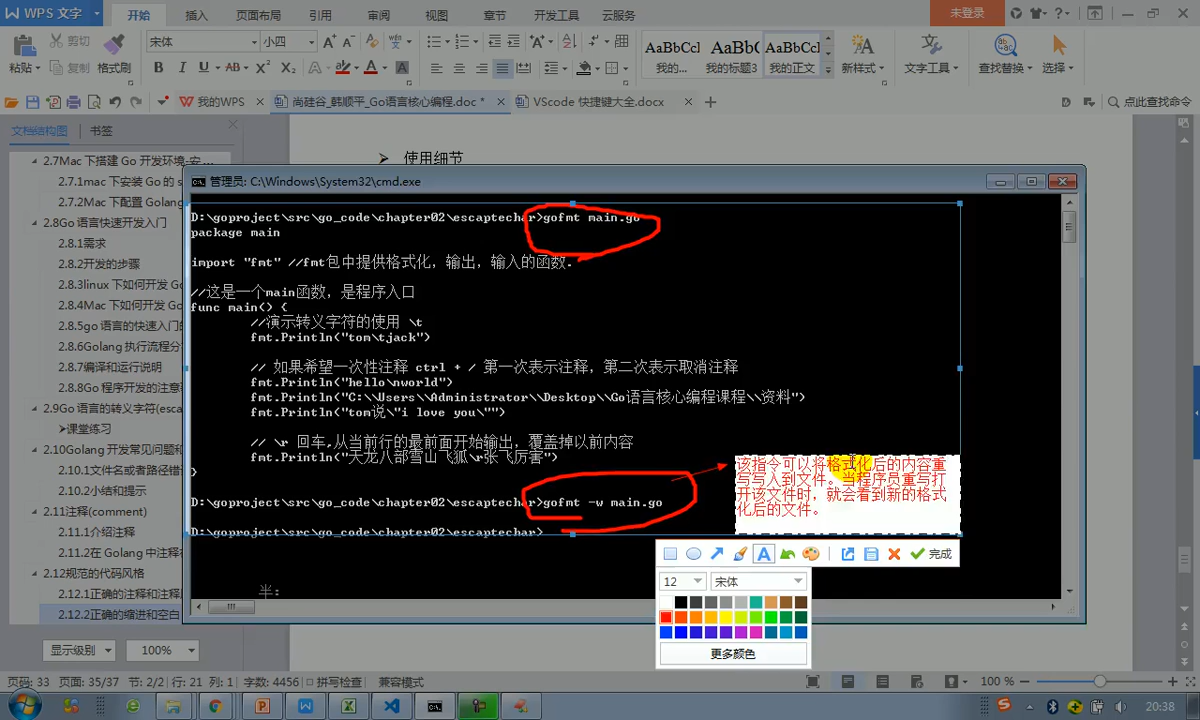 WPS 文字
开始
插入
页面布局
引用
审阅
视图
章节
开发工具
云服务
未登录
粘贴
剪切
复制
格式刷
宋体
小四
AaBbCcI
我的...
AaBb(
我的标题3
AaBbCcI
我的正文
新样式
文字工具
查找替换
选择
我的WPS
尚硅谷_韩顺平_Go语言核心编程.doc *
VScode 快捷键大全.docx
点此查找命令
文档结构图
书签
2.7Mac 下搭建 Go 开发环境-安...
2.7.1mac 下安装 Go 的 s
2.7.2Mac 下配置 Golang
2.8Go 语言快速开发入门
2.8.1需求
2.8.2开发的步骤
2.8.3linux 下如何开发 Go
2.8.4Mac 下如何开发 Go
2.8.5go 语言的快速入门的
2.8.6Golang 执行流程分
2.8.7编译和运行说明
2.8.8Go 程序开发的注意
2.9Go 语言的转义字符(esca
课堂练习
2.10Golang 开发常见问题和
2.10.1文件名或者路径错
2.10.2小结和提示
2.11注释(comment)
2.11.1介绍注释
2.11.2在 Golang 中注释
2.12规范的代码风格
2.12.1正确的注释和注释
2.12.2正确的缩进和空白
显示级别
100%
使用细节
管理员: C:\Windows\System32\cmd.exe
D:\goproject\src\go_code\chapter02\escaptechar>gofmt main.go
package main
import "fmt" //fmt包中提供格式化，输出，输入的函数.
//这是一个main函数，是程序入口
func main() {
//演示转义字符的使用 \t
fmt.Println("tom\tjack")
// 如果希望一次性注释 ctrl + / 第一次表示注释，第二次表示取消注释
fmt.Println("hello\nworld")
fmt.Println("C:\\Users\\Administrator\\Desktop\\Go语言核心编程课程\\资料")
fmt.Println("tom说\"i love you\"")
// \r 回车,从当前行的最前面开始输出，覆盖掉以前内容
fmt.Println("天龙八部雪山飞狐\r张飞厉害")
}
D:\goproject\src\go_code\chapter02\escaptechar>gofmt -w main.go
D:\goproject\src\go_code\chapter02\escaptechar>
半:
该指令可以将格式化后的内容重
写写入到文件。当程序员重写打
开该文件时，就会看到新的格式
化后的文件。
完成
12
宋体
更多颜色
页码: 33
页面: 35/37
节: 2/2
行: 21
列: 1
字数: 4456
拼写检查
兼容模式
100 %
20:38